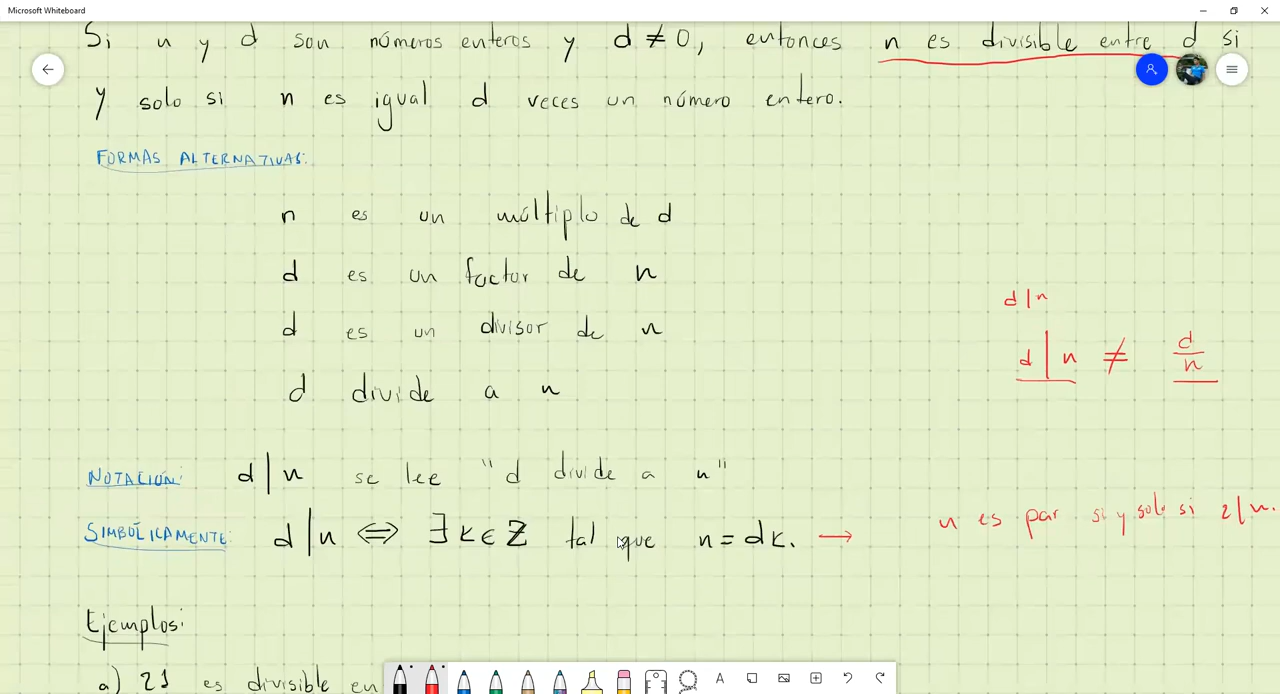 Microsoft Whiteboard
Si n y d son números enteros y d ≠ 0, entonces n es divisible entre d si
y solo si n es igual d veces un número entero.
FORMAS ALTERNATIVAS:
n es un múltiplo de d
d es un factor de n
d es un divisor de n
d divide a n
d | n
d | n ≠ d/n
NOTACIÓN: d | n se lee "d divide a n"
SIMBÓLICAMENTE: d | n ⇔ ∃ k ∈ ℤ tal que n = dk. → n es par si y solo si 2 | n.
Ejemplos:
a) 21 es divisible en